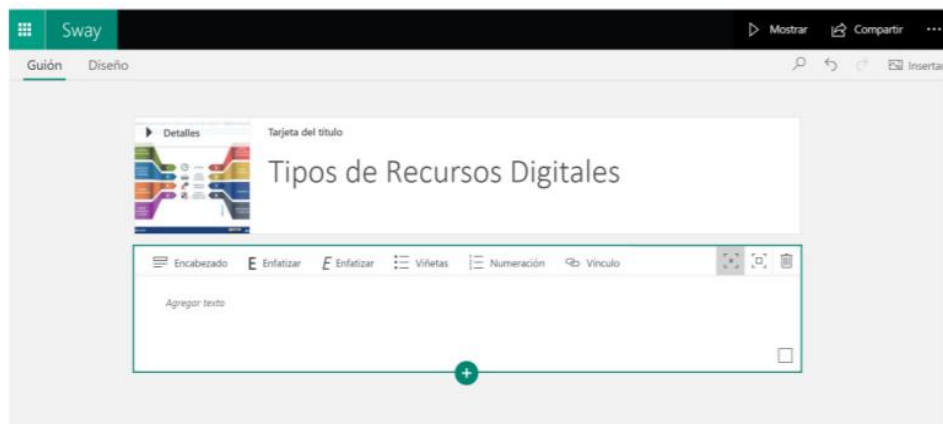 Sway
Mostrar
Compartir
Guión
Diseño
Insertar
Detalles
Tarjeta del título
Tipos de Recursos Digitales
Encabezado
E Enfatizar
E Enfatizar
Viñetas
Numeración
Vínculo
Agregar texto